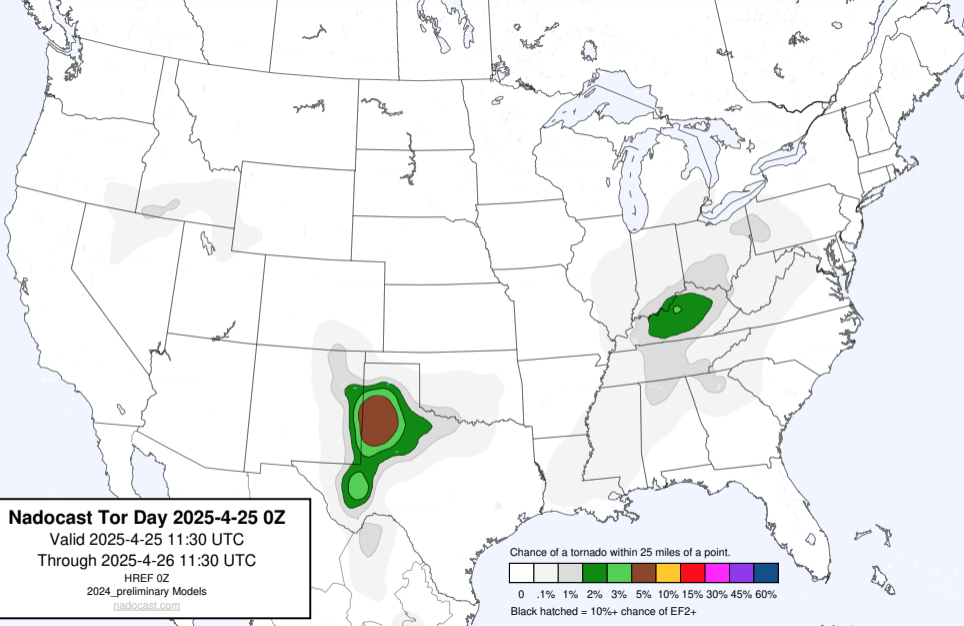 Nadocast Tor Day 2025-4-25 0Z
Valid 2025-4-25 11:30 UTC
Through 2025-4-26 11:30 UTC
HREF 0Z
2024_preliminary Models
nadocast.com
Chance of a tornado within 25 miles of a point.
0 .1% 1% 2% 3% 5% 10% 15% 30% 45% 60%
Black hatched = 10%+ chance of EF2+